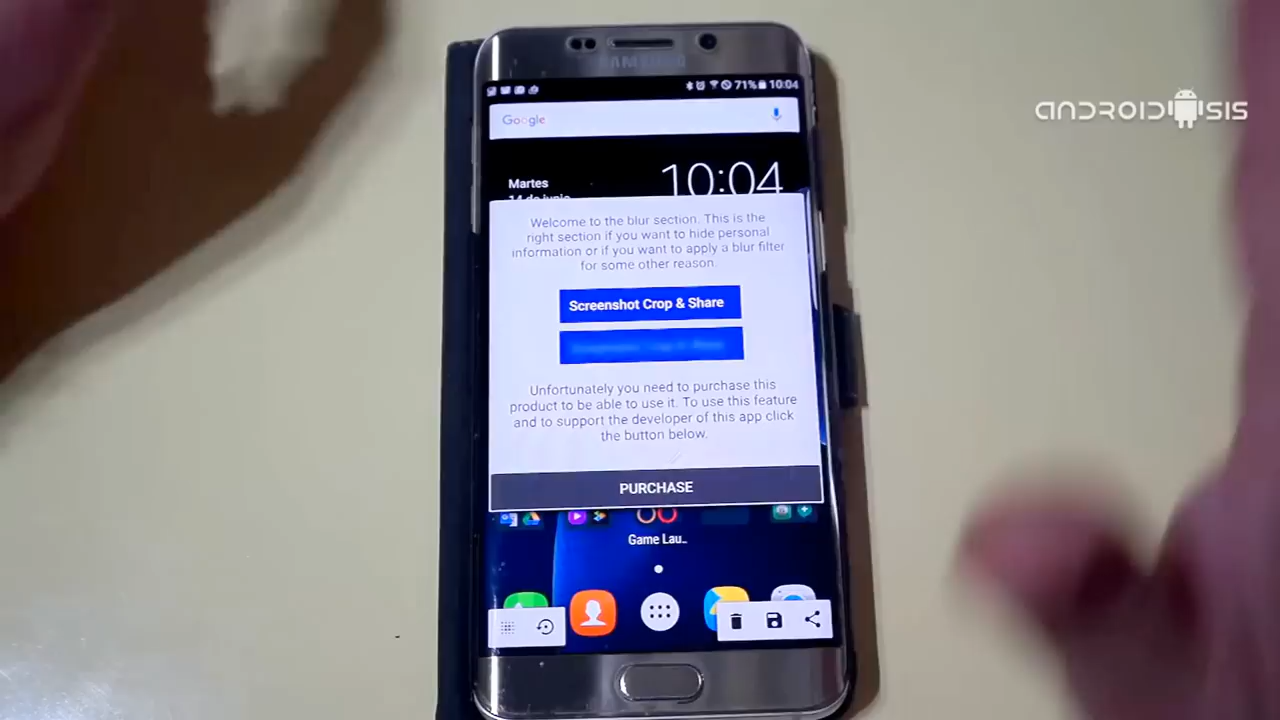 SAMSUNG
71% 10:04
Google
ANDROIDSIS
Martes
10:04
14 de junio
Welcome to the blur section. This is the
right section if you want to hide personal
information or if you want to apply a blur filter
for some other reason.
Screenshot Crop & Share
Unfortunately you need to purchase this
product to be able to use it. To use this feature
and to support the developer of this app click
the button below.
PURCHASE
Game Lau..